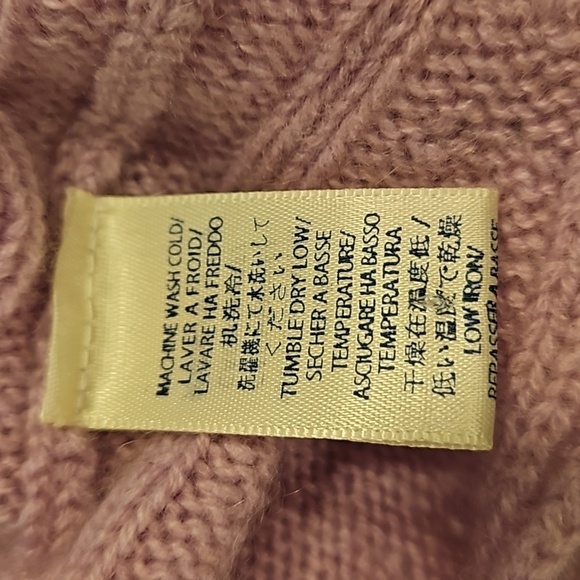 MACHINE WASH COLD/
LAVER A FROID/
LAVARE HA FREDDO
机洗冷/
洗濯機にて水洗いして
ください
TUMBLE DRY LOW/
SECHER A BASSE
TEMPERATURE/
ASCIUGARE HA BASSO
TEMPERATURA
干燥在温度低/
低い温度で乾燥
LOW IRON/
REPASSER A BASSE